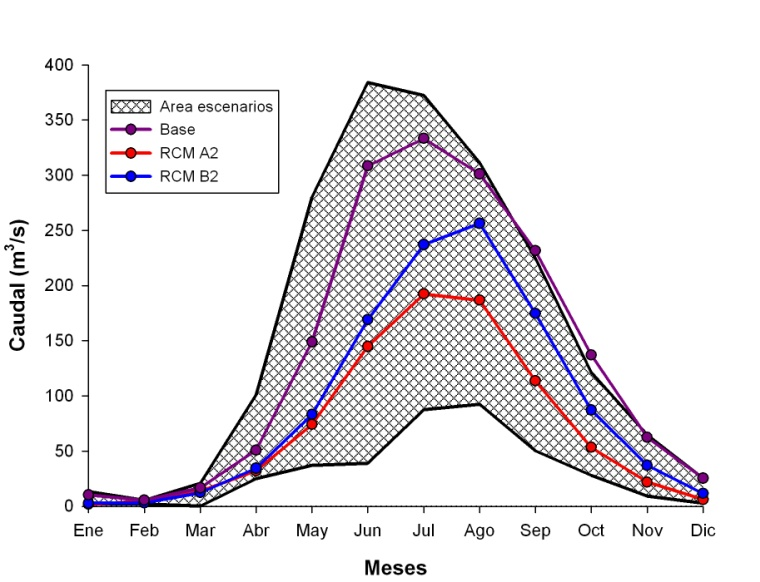 400
350
300
250
200
150
100
50
0
Caudal (m³/s)
Area escenarios
Base
RCM A2
RCM B2
Ene Feb Mar Abr May Jun Jul Ago Sep Oct Nov Dic
Meses